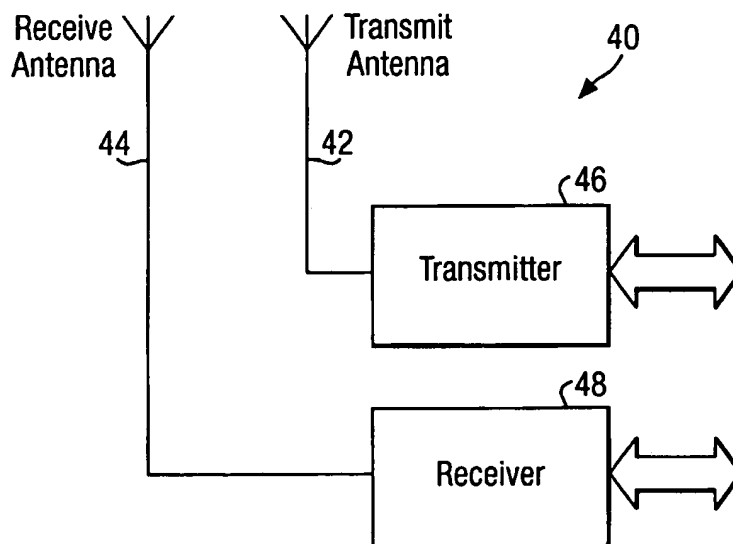 Receive
Antenna
Transmit
Antenna
40
44
42
46
Transmitter
48
Receiver